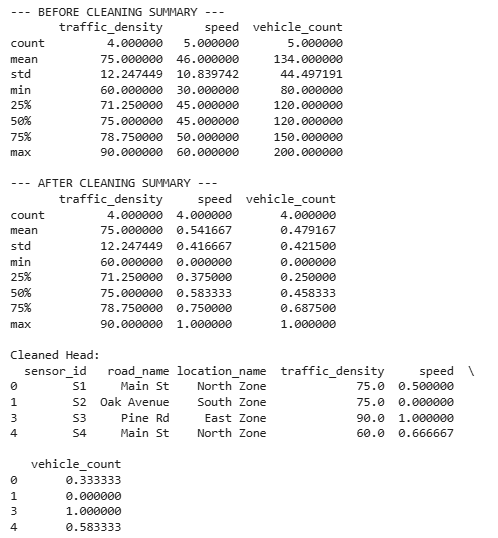 --- BEFORE CLEANING SUMMARY ---
       traffic_density      speed  vehicle_count
count         4.000000   5.000000       5.000000
mean         75.000000  46.000000     134.000000
std          12.247449  10.839742      44.497191
min          60.000000  30.000000      80.000000
25%          71.250000  45.000000     120.000000
50%          75.000000  45.000000     120.000000
75%          78.750000  50.000000     150.000000
max          90.000000  60.000000     200.000000

--- AFTER CLEANING SUMMARY ---
       traffic_density     speed  vehicle_count
count         4.000000  4.000000       4.000000
mean         75.000000  0.541667       0.479167
std          12.247449  0.416667       0.421500
min          60.000000  0.000000       0.000000
25%          71.250000  0.375000       0.250000
50%          75.000000  0.583333       0.458333
75%          78.750000  0.750000       0.687500
max          90.000000  1.000000       1.000000

Cleaned Head:
  sensor_id   road_name location_name  traffic_density     speed  \
0        S1     Main St    North Zone             75.0  0.500000
1        S2  Oak Avenue    South Zone             75.0  0.000000
3        S3     Pine Rd     East Zone             90.0  1.000000
4        S4     Main St    North Zone             60.0  0.666667

   vehicle_count
0       0.333333
1       0.000000
3       1.000000
4       0.583333